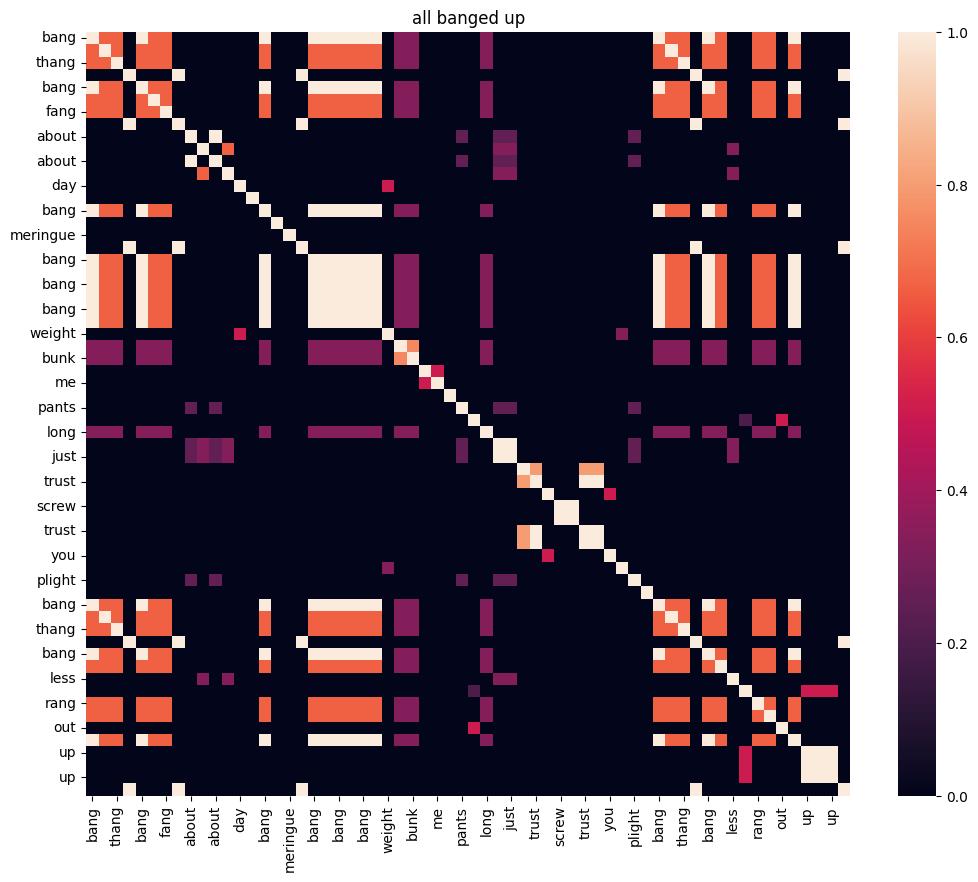 all banged up
bang
thang
bang
fang
about
about
day
bang
meringue
bang
bang
bang
weight
bunk
me
pants
long
just
trust
screw
trust
you
plight
bang
thang
bang
less
rang
out
up
up
1.0
0.8
0.6
0.4
0.2
0.0
bang
thang
bang
fang
about
about
day
bang
meringue
bang
bang
bang
weight
bunk
me
pants
long
just
trust
screw
trust
you
plight
bang
thang
bang
less
rang
out
up
up